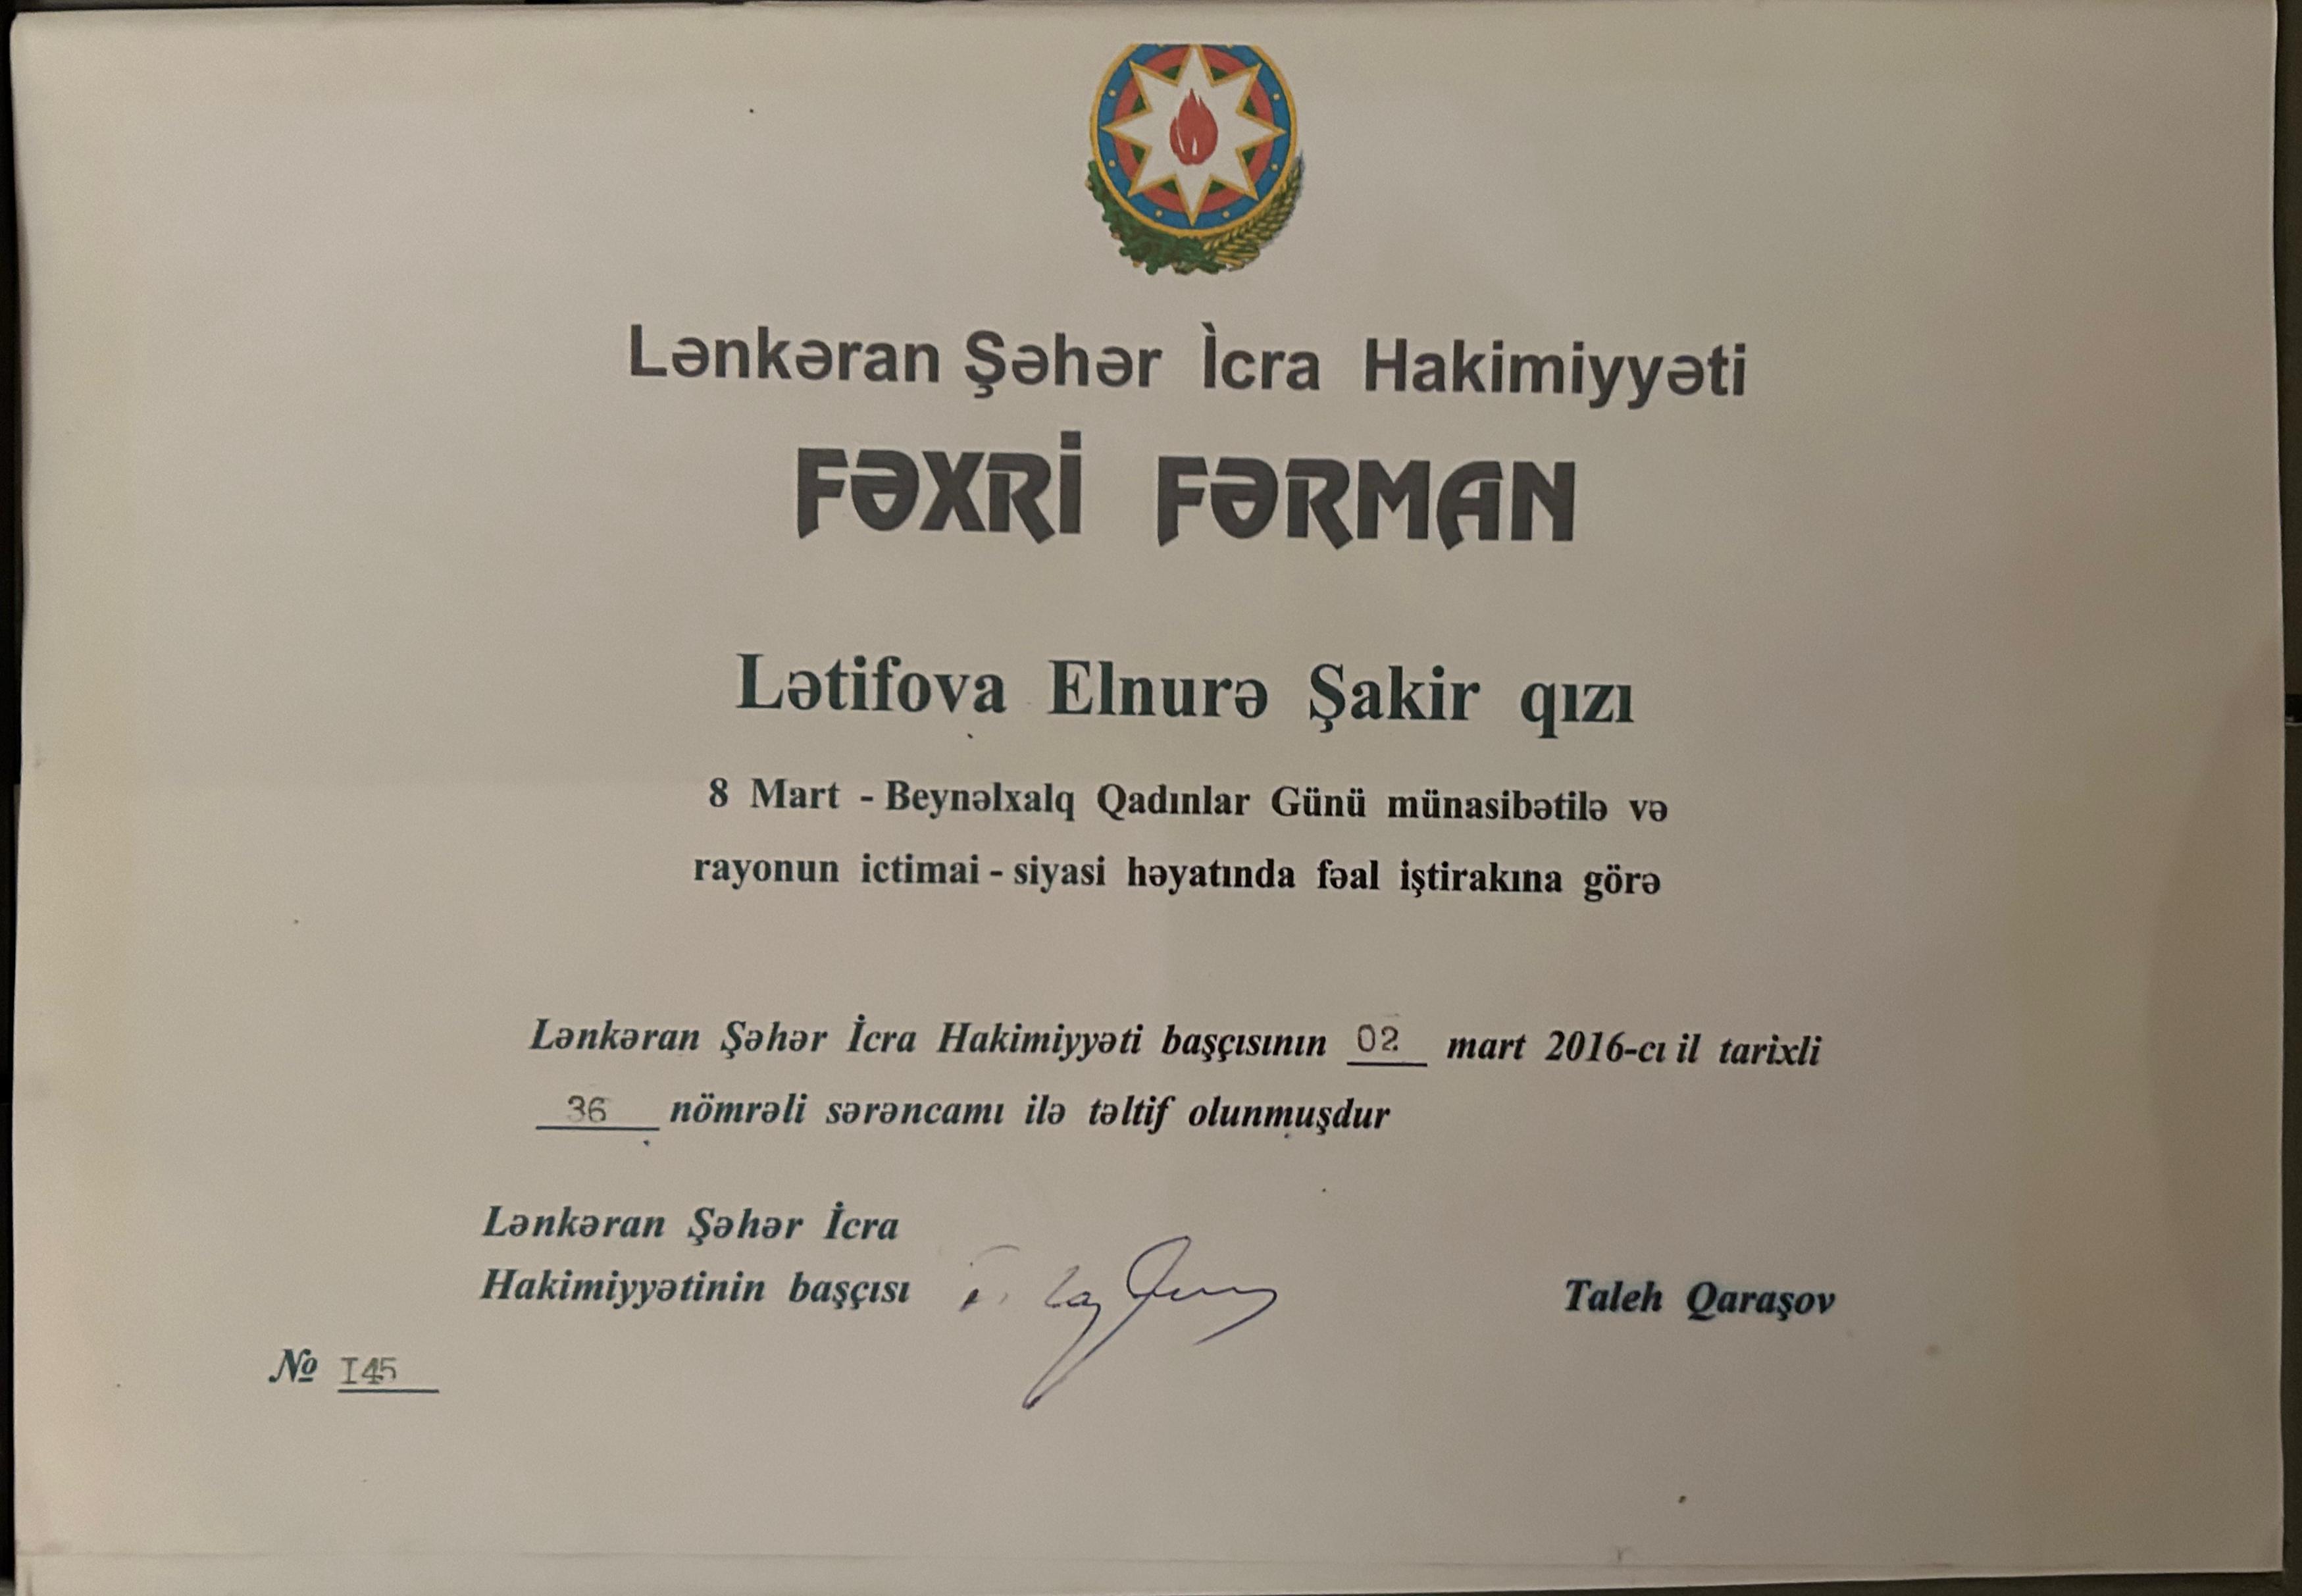 Lənkəran Şəhər İcra Hakimiyyəti
FƏXRİ FƏRMAN
Lətifova Elnurə Şakir qızı
8 Mart - Beynəlxalq Qadınlar Günü münasibətilə və
rayonun ictimai - siyasi həyatında fəal iştirakına görə
Lənkəran Şəhər İcra Hakimiyyəti başçısının 02 mart 2016-cı il tarixli
36 nömrəli sərəncamı ilə təltif olunmuşdur
Lənkəran Şəhər İcra
Hakimiyyətinin başçısı Taleh Qaraşov
№ I45